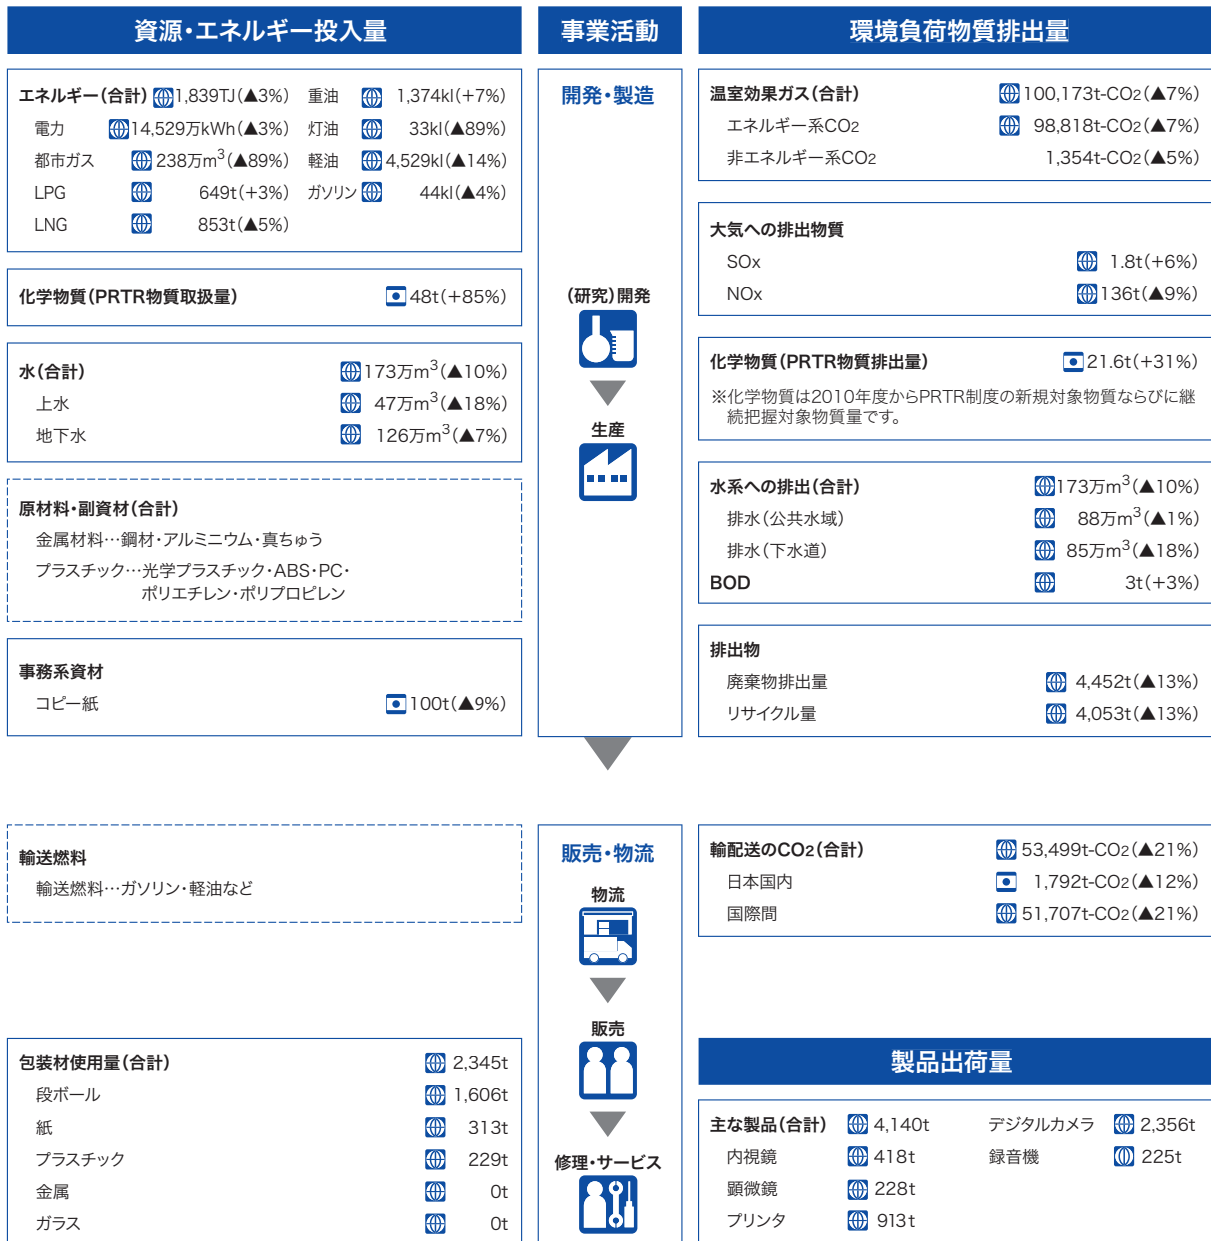 資源・エネルギー投入量
エネルギー(合計) 1,839TJ(▲3%) 重油 1,374kl(+7%)
電力 14,529万kWh(▲3%) 灯油 33kl(▲89%)
都市ガス 238万m³(▲89%) 軽油 4,529kl(▲14%)
LPG 649t(+3%) ガソリン 44kl(▲4%)
LNG 853t(▲5%)
化学物質(PRTR物質取扱量) 48t(+85%)
水(合計) 173万m³(▲10%)
上水 47万m³(▲18%)
地下水 126万m³(▲7%)
原材料・副資材(合計)
金属材料…鋼材・アルミニウム・真ちゅう
プラスチック…光学プラスチック・ABS・PC・
ポリエチレン・ポリプロピレン
事務系資材
コピー紙 100t(▲9%)
輸送燃料
輸送燃料…ガソリン・軽油など
包装材使用量(合計) 2,345t
段ボール 1,606t
紙 313t
プラスチック 229t
金属 0t
ガラス 0t
事業活動
開発・製造
(研究)開発
生産
販売・物流
物流
販売
修理・サービス
環境負荷物質排出量
温室効果ガス(合計) 100,173t-CO2(▲7%)
エネルギー系CO2 98,818t-CO2(▲7%)
非エネルギー系CO2 1,354t-CO2(▲5%)
大気への排出物質
SOx 1.8t(+6%)
NOx 136t(▲9%)
化学物質(PRTR物質排出量) 21.6t(+31%)
※化学物質は2010年度からPRTR制度の新規対象物質ならびに継
続把握対象物質量です。
水系への排出(合計) 173万m³(▲10%)
排水(公共水域) 88万m³(▲1%)
排水(下水道) 85万m³(▲18%)
BOD 3t(+3%)
排出物
廃棄物排出量 4,452t(▲13%)
リサイクル量 4,053t(▲13%)
輸配送のCO2(合計) 53,499t-CO2(▲21%)
日本国内 1,792t-CO2(▲12%)
国際間 51,707t-CO2(▲21%)
製品出荷量
主な製品(合計) 4,140t デジタルカメラ 2,356t
内視鏡 418t 録音機 225t
顕微鏡 228t
プリンタ 913t